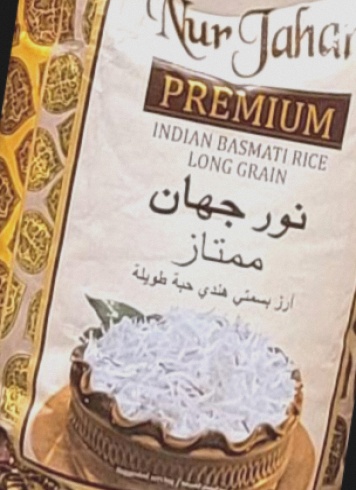 Nur Jahan
PREMIUM
INDIAN BASMATI RICE
LONG GRAIN
نور جهان
ممتاز
ارز بسمتي هندي حبة طويلة